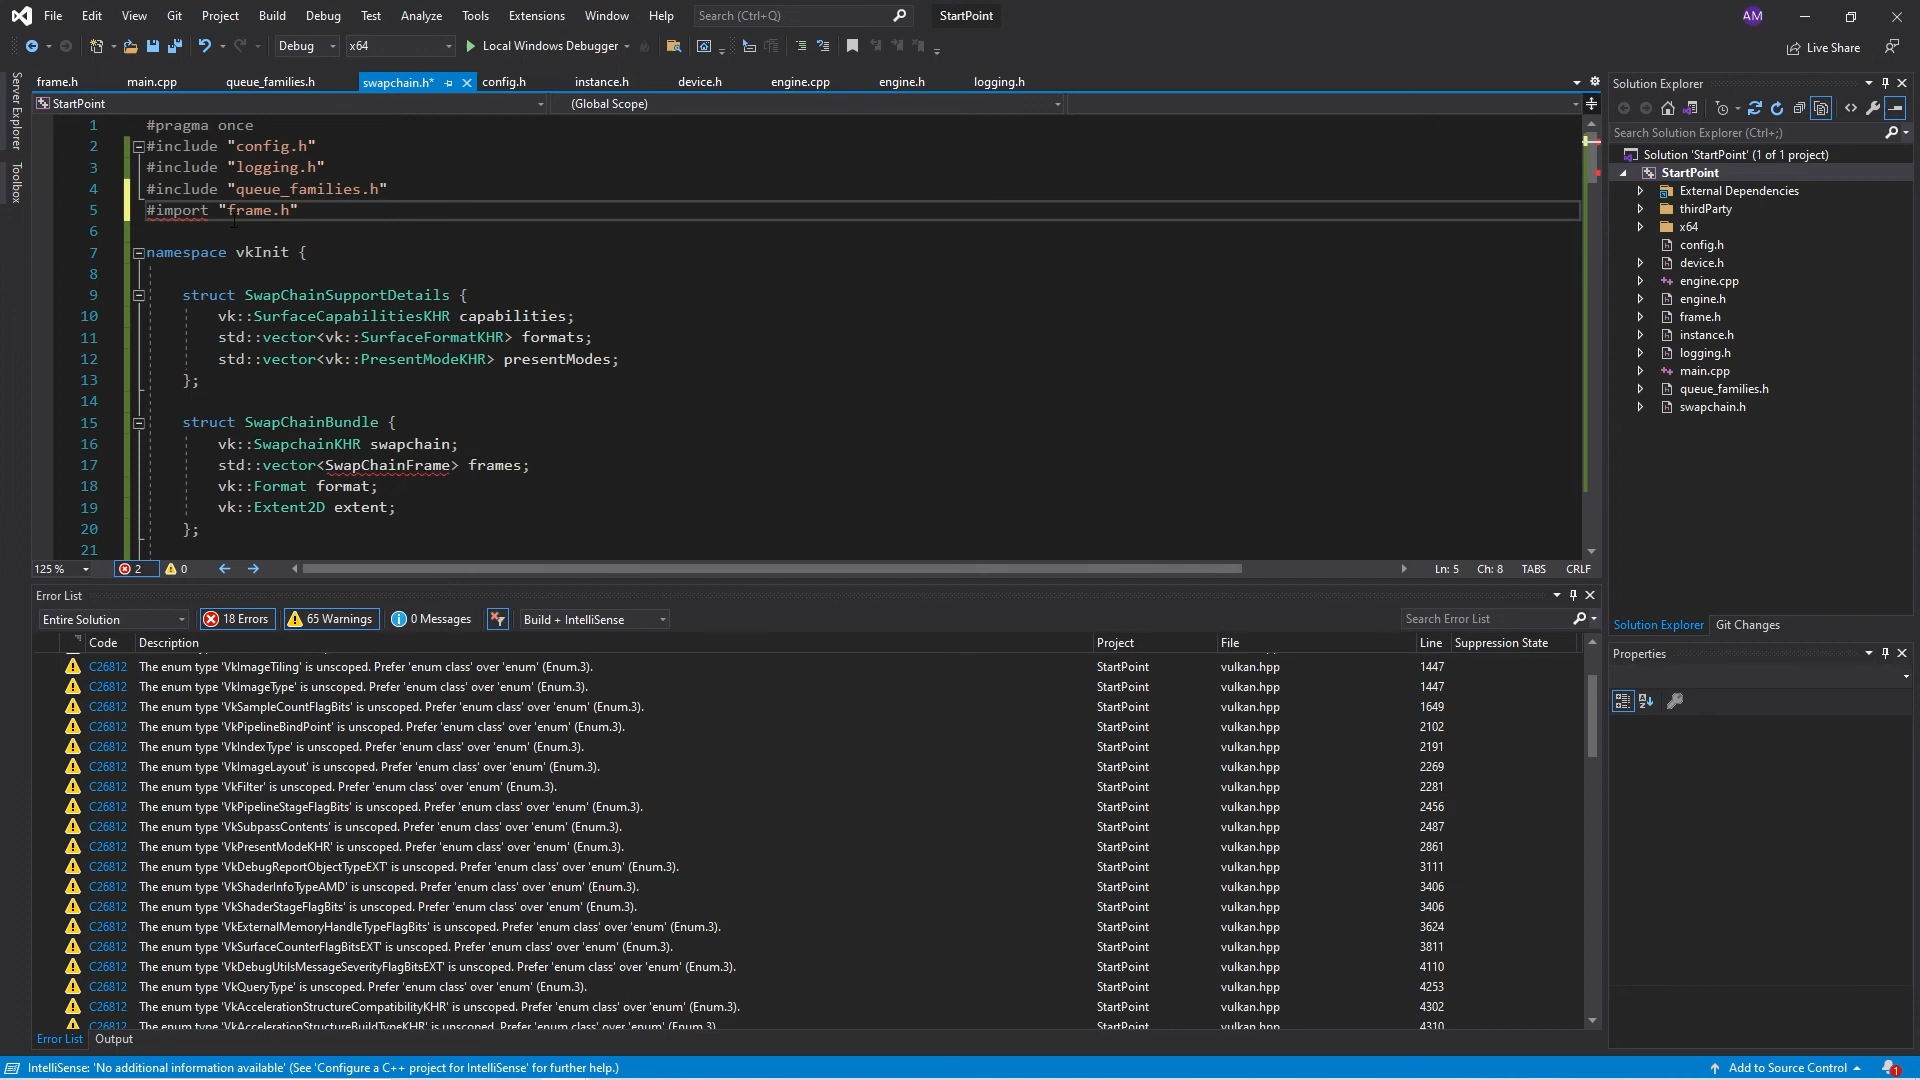 File Edit View Git Project Build Debug Test Analyze Tools Extensions Window Help Search (Ctrl+Q) StartPoint AM
Debug x64 Local Windows Debugger Live Share
frame.h main.cpp queue_families.h swapchain.h* config.h instance.h device.h engine.cpp engine.h logging.h
StartPoint (Global Scope)
Server Explorer
Toolbox
1 #pragma once
2 #include "config.h"
3 #include "logging.h"
4 #include "queue_families.h"
5 #import "frame.h"
6
7 namespace vkInit {
8
9 struct SwapChainSupportDetails {
10 vk::SurfaceCapabilitiesKHR capabilities;
11 std::vector<vk::SurfaceFormatKHR> formats;
12 std::vector<vk::PresentModeKHR> presentModes;
13 };
14
15 struct SwapChainBundle {
16 vk::SwapchainKHR swapchain;
17 std::vector<SwapChainFrame> frames;
18 vk::Format format;
19 vk::Extent2D extent;
20 };
21
125 % 2 0 Ln: 5 Ch: 8 TABS CRLF
Error List
Entire Solution 18 Errors 65 Warnings 0 Messages Build + IntelliSense Search Error List
Code Description Project File Line Suppression State
C26812 The enum type 'VkImageTiling' is unscoped. Prefer 'enum class' over 'enum' (Enum.3). StartPoint vulkan.hpp 1447
C26812 The enum type 'VkImageType' is unscoped. Prefer 'enum class' over 'enum' (Enum.3). StartPoint vulkan.hpp 1447
C26812 The enum type 'VkSampleCountFlagBits' is unscoped. Prefer 'enum class' over 'enum' (Enum.3). StartPoint vulkan.hpp 1649
C26812 The enum type 'VkPipelineBindPoint' is unscoped. Prefer 'enum class' over 'enum' (Enum.3). StartPoint vulkan.hpp 2102
C26812 The enum type 'VkIndexType' is unscoped. Prefer 'enum class' over 'enum' (Enum.3). StartPoint vulkan.hpp 2191
C26812 The enum type 'VkImageLayout' is unscoped. Prefer 'enum class' over 'enum' (Enum.3). StartPoint vulkan.hpp 2269
C26812 The enum type 'VkFilter' is unscoped. Prefer 'enum class' over 'enum' (Enum.3). StartPoint vulkan.hpp 2281
C26812 The enum type 'VkPipelineStageFlagBits' is unscoped. Prefer 'enum class' over 'enum' (Enum.3). StartPoint vulkan.hpp 2456
C26812 The enum type 'VkSubpassContents' is unscoped. Prefer 'enum class' over 'enum' (Enum.3). StartPoint vulkan.hpp 2487
C26812 The enum type 'VkPresentModeKHR' is unscoped. Prefer 'enum class' over 'enum' (Enum.3). StartPoint vulkan.hpp 2861
C26812 The enum type 'VkDebugReportObjectTypeEXT' is unscoped. Prefer 'enum class' over 'enum' (Enum.3). StartPoint vulkan.hpp 3111
C26812 The enum type 'VkShaderInfoTypeAMD' is unscoped. Prefer 'enum class' over 'enum' (Enum.3). StartPoint vulkan.hpp 3406
C26812 The enum type 'VkShaderStageFlagBits' is unscoped. Prefer 'enum class' over 'enum' (Enum.3). StartPoint vulkan.hpp 3406
C26812 The enum type 'VkExternalMemoryHandleTypeFlagBits' is unscoped. Prefer 'enum class' over 'enum' (Enum.3). StartPoint vulkan.hpp 3624
C26812 The enum type 'VkSurfaceCounterFlagBitsEXT' is unscoped. Prefer 'enum class' over 'enum' (Enum.3). StartPoint vulkan.hpp 3811
C26812 The enum type 'VkDebugUtilsMessageSeverityFlagBitsEXT' is unscoped. Prefer 'enum class' over 'enum' (Enum.3). StartPoint vulkan.hpp 4110
C26812 The enum type 'VkQueryType' is unscoped. Prefer 'enum class' over 'enum' (Enum.3). StartPoint vulkan.hpp 4253
C26812 The enum type 'VkAccelerationStructureCompatibilityKHR' is unscoped. Prefer 'enum class' over 'enum' (Enum.3). StartPoint vulkan.hpp 4302
C26812 The enum type 'VkAccelerationStructureBuildTypeKHR' is unscoped. Prefer 'enum class' over 'enum' (Enum.3). StartPoint vulkan.hpp 4310
Error List Output
Solution Explorer
Search Solution Explorer (Ctrl+;)
Solution 'StartPoint' (1 of 1 project)
StartPoint
External Dependencies
thirdParty
x64
config.h
device.h
engine.cpp
engine.h
frame.h
instance.h
logging.h
main.cpp
queue_families.h
swapchain.h
Solution Explorer Git Changes
Properties
IntelliSense: 'No additional information available' (See 'Configure a C++ project for IntelliSense' for further help.) Add to Source Control 1